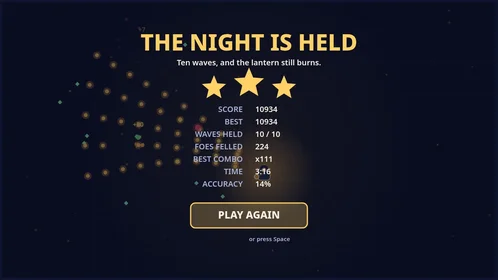 THE NIGHT IS HELD
Ten waves, and the lantern still burns.
SCORE 10934
BEST 10934
WAVES HELD 10 / 10
FOES FELLED 224
BEST COMBO x111
TIME 3:16
ACCURACY 14%
PLAY AGAIN
or press Space